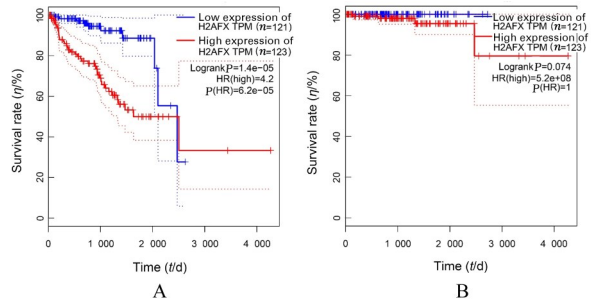 Low expression of
H2AFX TPM (n=121)
High expression of
H2AFX TPM (n=123)
Logrank P=1.4e-05
HR(high)=4.2
P(HR)=6.2e-05
Survival rate (η/%)
100
80
60
40
20
0
0
1 000
2 000
3 000
4 000
Time (t/d)
A
Low expression of
H2AFX TPM (n=121)
High expression of
H2AFX TPM (n=123)
Logrank P=0.074
HR(high)=5.2e+08
P(HR)=1
Survival rate (η/%)
100
80
60
40
20
0
0
1 000
2 000
3 000
4 000
Time (t/d)
B